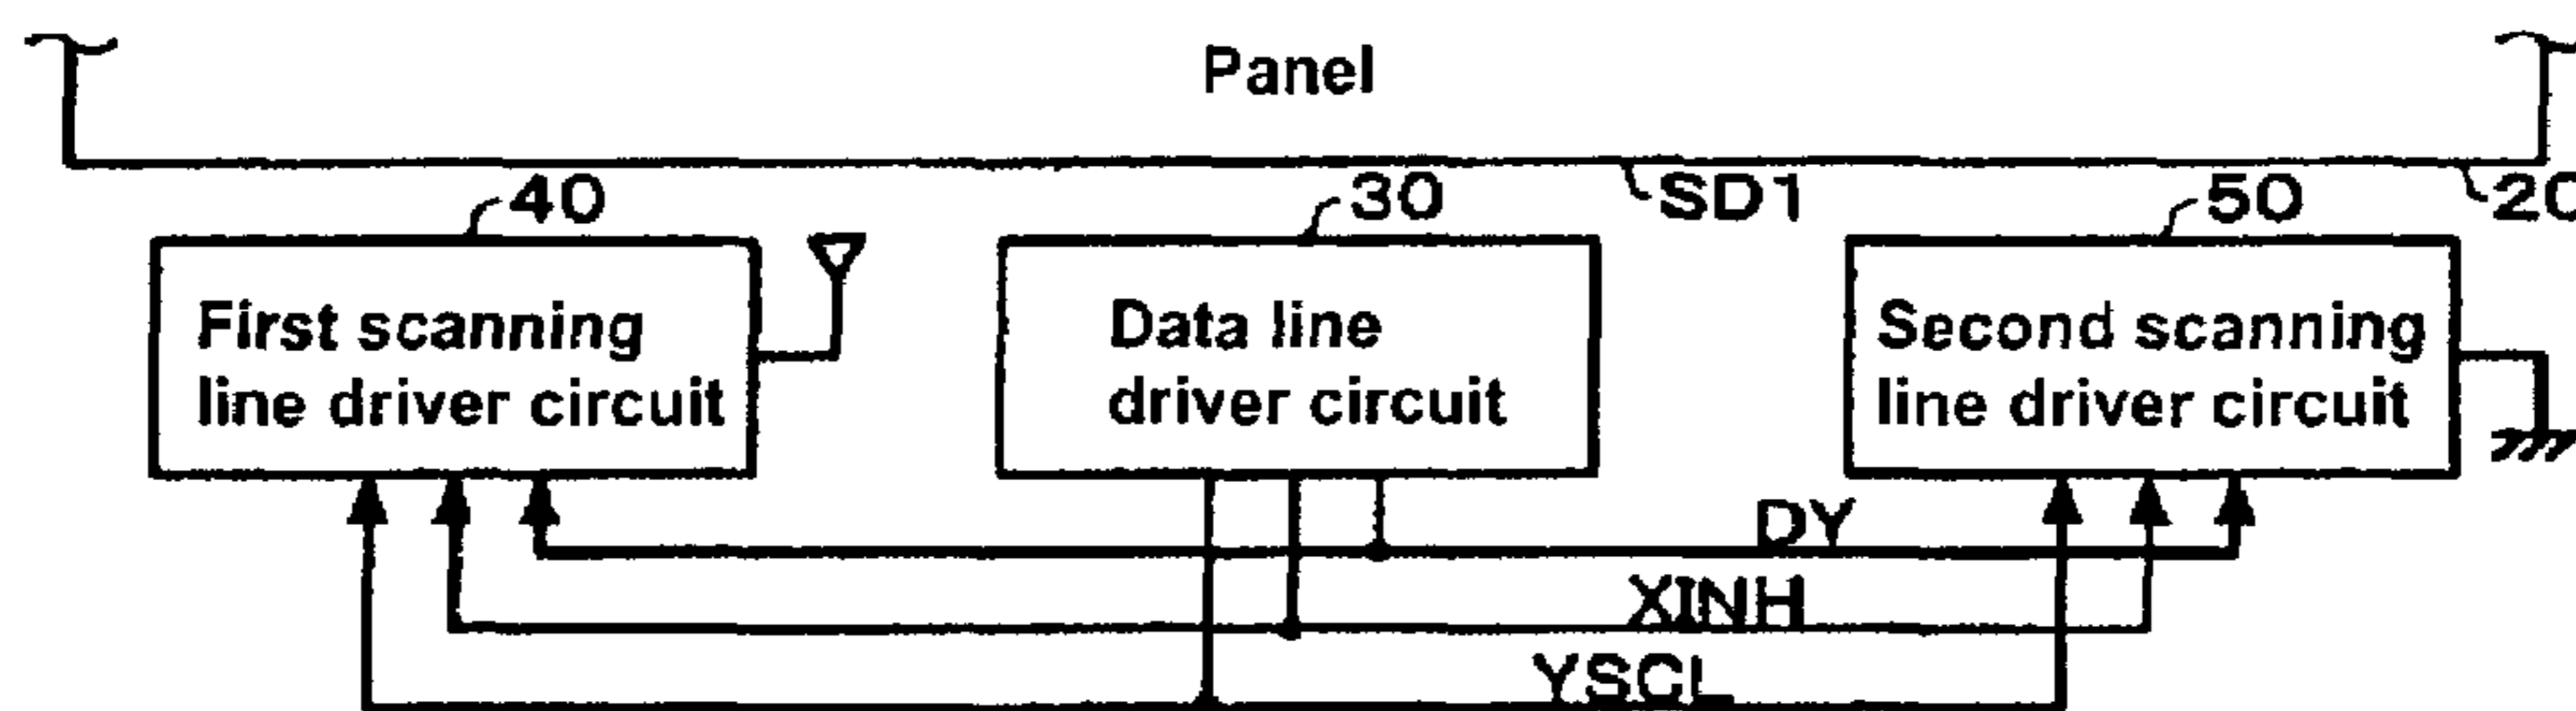 Panel
SD1
20
40
30
50
First scanning
line driver circuit
Data line
driver circuit
Second scanning
line driver circuit
DY
XINH
YSCL